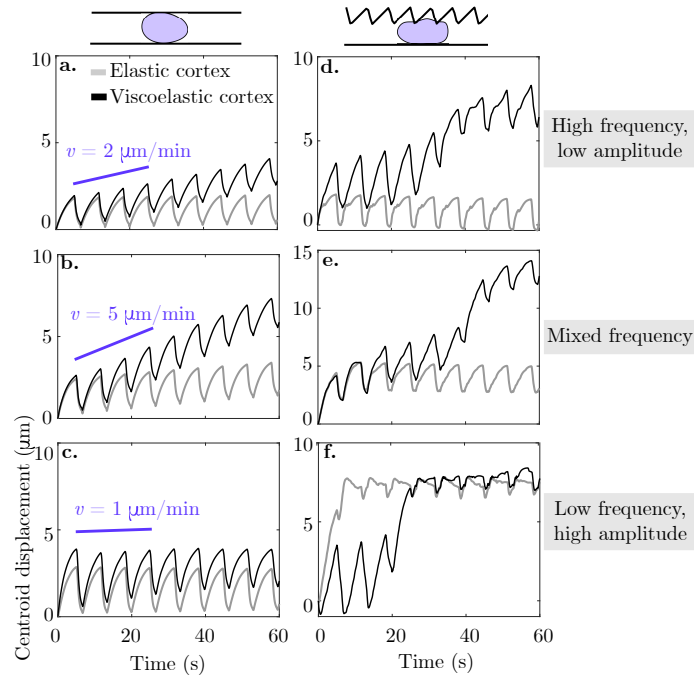 a.
10
5
0
Elastic cortex
Viscoelastic cortex
v = 2 μm/min
b.
10
5
0
v = 5 μm/min
c.
10
5
0
v = 1 μm/min
0 20 40 60
Time (s)
Centroid displacement (μm)
d.
10
5
0
High frequency,
low amplitude
e.
15
10
5
0
Mixed frequency
f.
10
5
0
0 20 40 60
Time (s)
Low frequency,
high amplitude